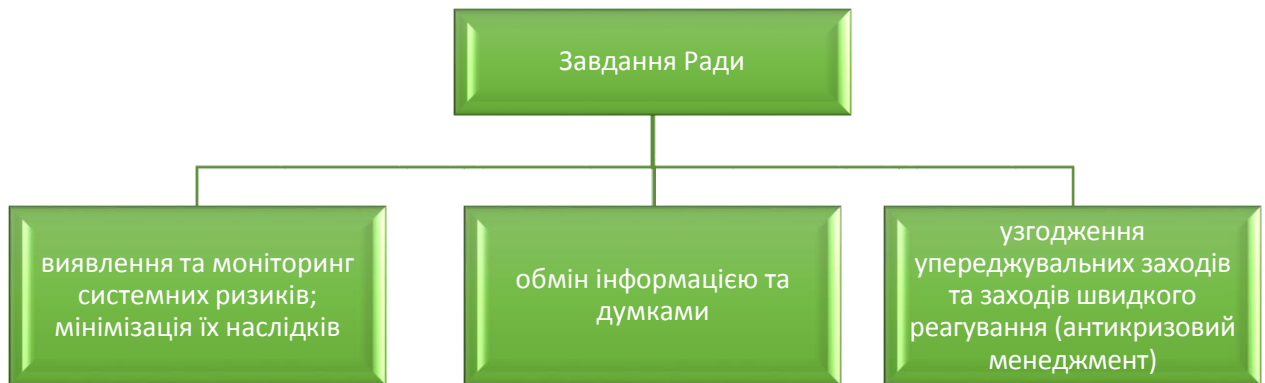 Завдання Ради
виявлення та моніторинг
системних ризиків;
мінімізація їх наслідків
обмін інформацією та
думками
узгодження
упереджувальних заходів
та заходів швидкого
реагування (антикризовий
менеджмент)